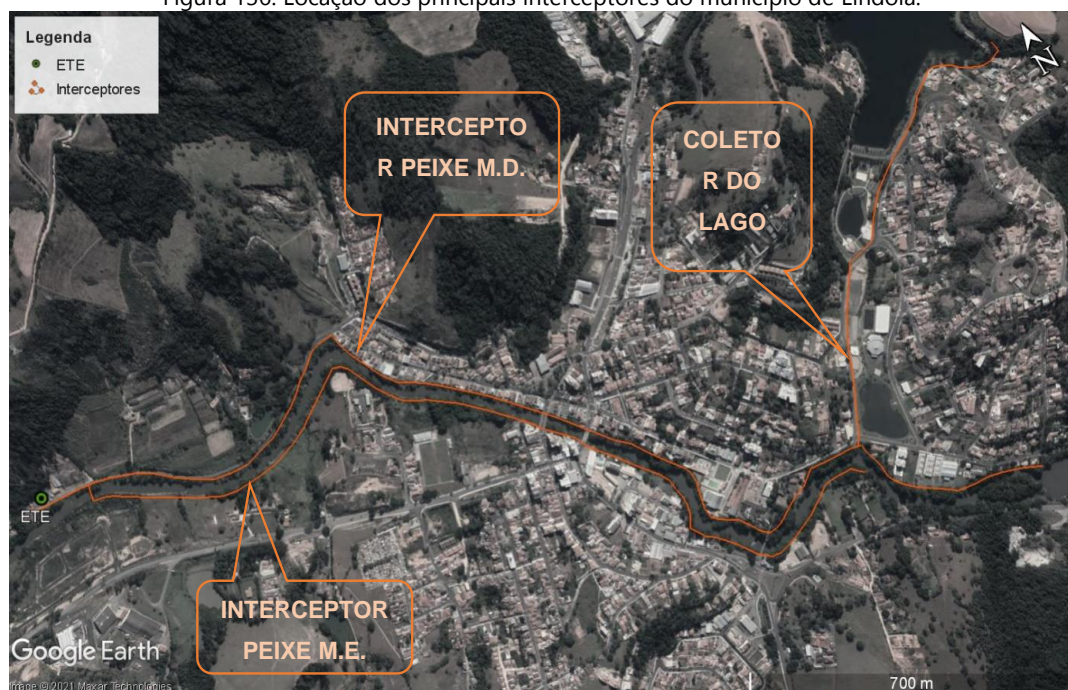 Figura 130. Locação dos principais interceptores do município de Lindóia.
Legenda
ETE
Interceptores
N
INTERCEPTO
R PEIXE M.D.
COLETO
R DO
LAGO
ETE
INTERCEPTOR
PEIXE M.E.
Google Earth
Image © 2021 Maxar Technologies
700 m